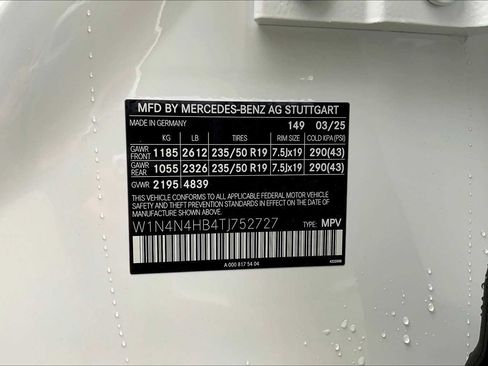 MFD BY MERCEDES-BENZ AG STUTTGART
MADE IN GERMANY 149 03/25
KG LB TIRES RIM SIZE COLD KPA(PSI)
GAWR FRONT 1185 2612 235/50 R19 7.5Jx19 290(43)
GAWR REAR 1055 2326 235/50 R19 7.5Jx19 290(43)
GVWR 2195 4839
THIS VEHICLE CONFORMS TO ALL APPLICABLE FEDERAL MOTOR VEHICLE
SAFETY, BUMPER, AND THEFT PREVENTION STANDARDS IN EFFECT ON THE DATE
OF MANUFACTURE SHOWN ABOVE.
W1N4N4HB4TJ752727 TYPE: MPV
A 000 817 54 04